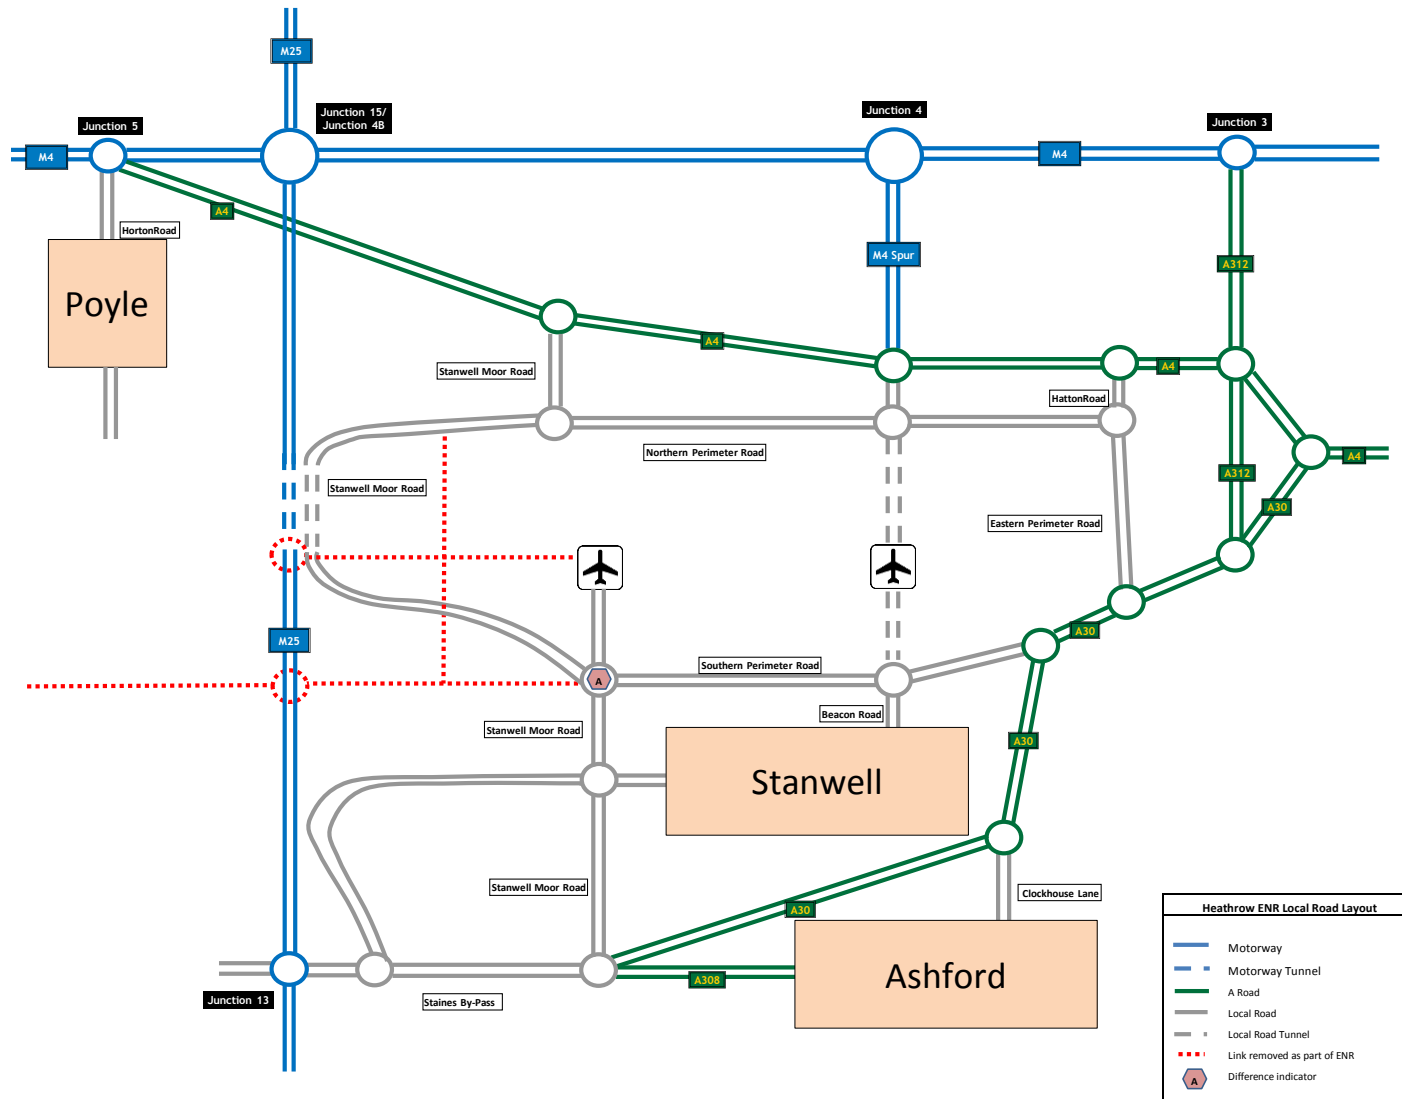 M25
Junction 5
Junction 15/
Junction 4B
Junction 4
Junction 3
M4
M4
A4
HortonRoad
M4 Spur
A312
Poyle
A4
Stanwell Moor Road
A4
HattonRoad
Northern Perimeter Road
A4
Stanwell Moor Road
A312
A30
Eastern Perimeter Road
M25
A30
Southern Perimeter Road
A
Beacon Road
Stanwell Moor Road
A30
Stanwell
Stanwell Moor Road
Clockhouse Lane
A30
Ashford
A308
Junction 13
Staines By-Pass
Heathrow ENR Local Road Layout
Motorway
Motorway Tunnel
A Road
Local Road
Local Road Tunnel
Link removed as part of ENR
A
Difference indicator